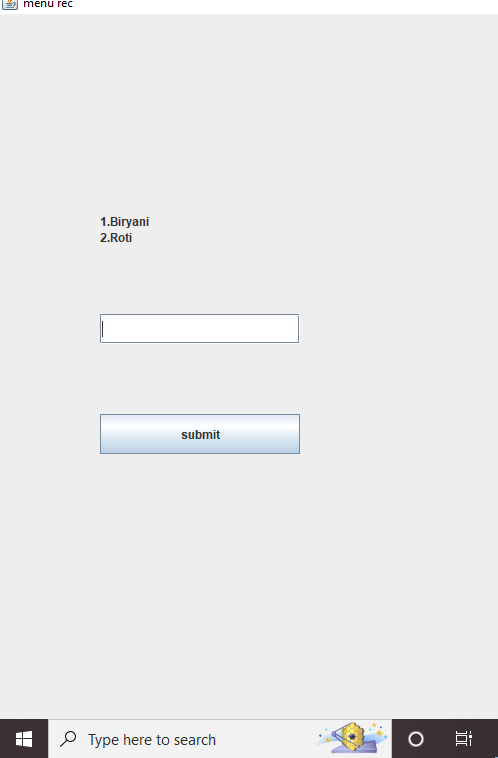 menu rec
1.Biryani
2.Roti
submit
Type here to search